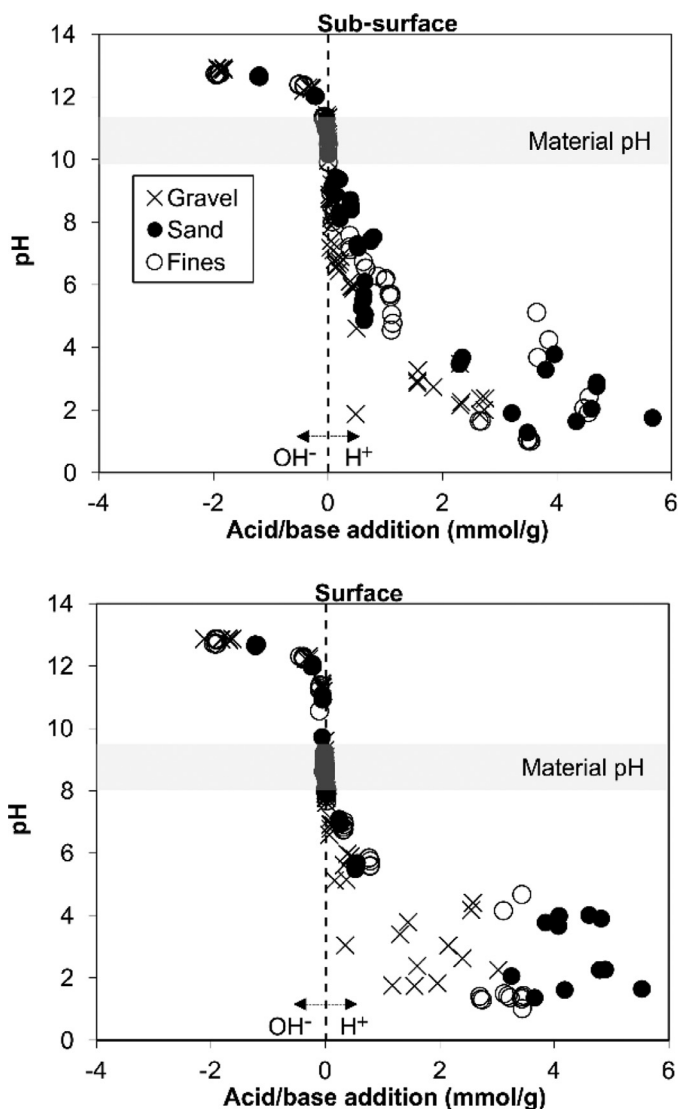 Sub-surface
14
12
10
8
6
4
2
0
pH
Material pH
× Gravel
● Sand
○ Fines
OH⁻ H⁺
-4 -2 0 2 4 6
Acid/base addition (mmol/g)
Surface
14
12
10
8
6
4
2
0
pH
Material pH
OH⁻ H⁺
-4 -2 0 2 4 6
Acid/base addition (mmol/g)